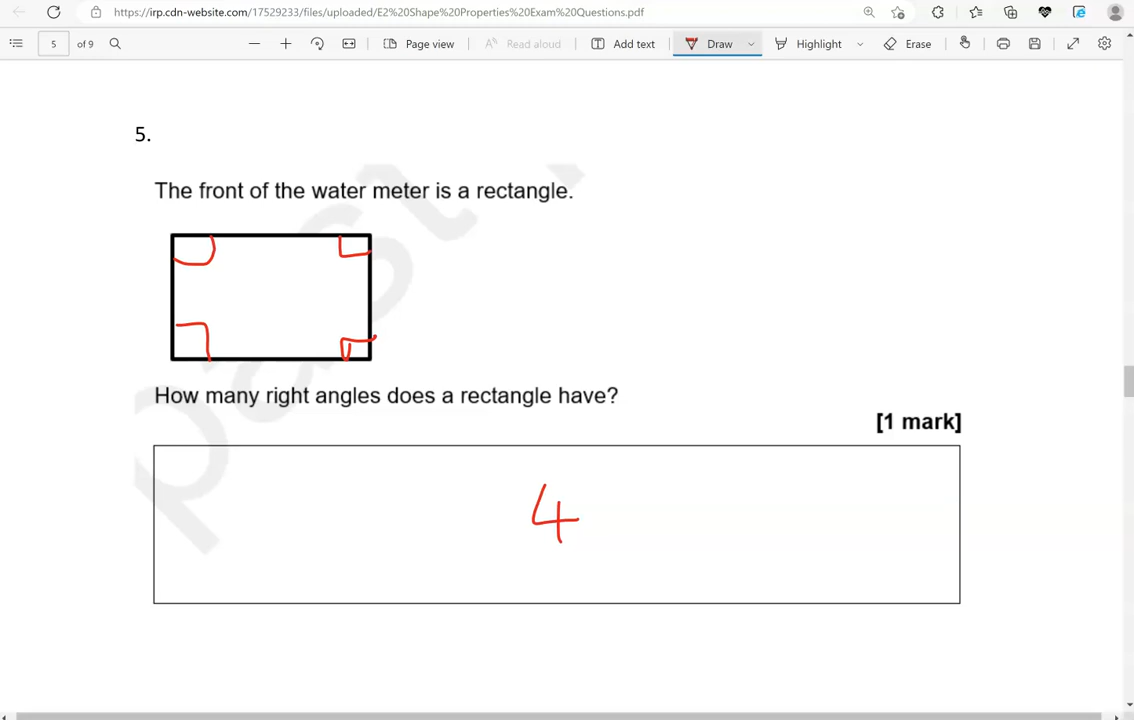 https://irp.cdn-website.com/17529233/files/uploaded/E2%20Shape%20Properties%20Exam%20Questions.pdf
5 of 9 Page view Read aloud Add text Draw Highlight Erase
5.
The front of the water meter is a rectangle.
How many right angles does a rectangle have?
[1 mark]
4
past